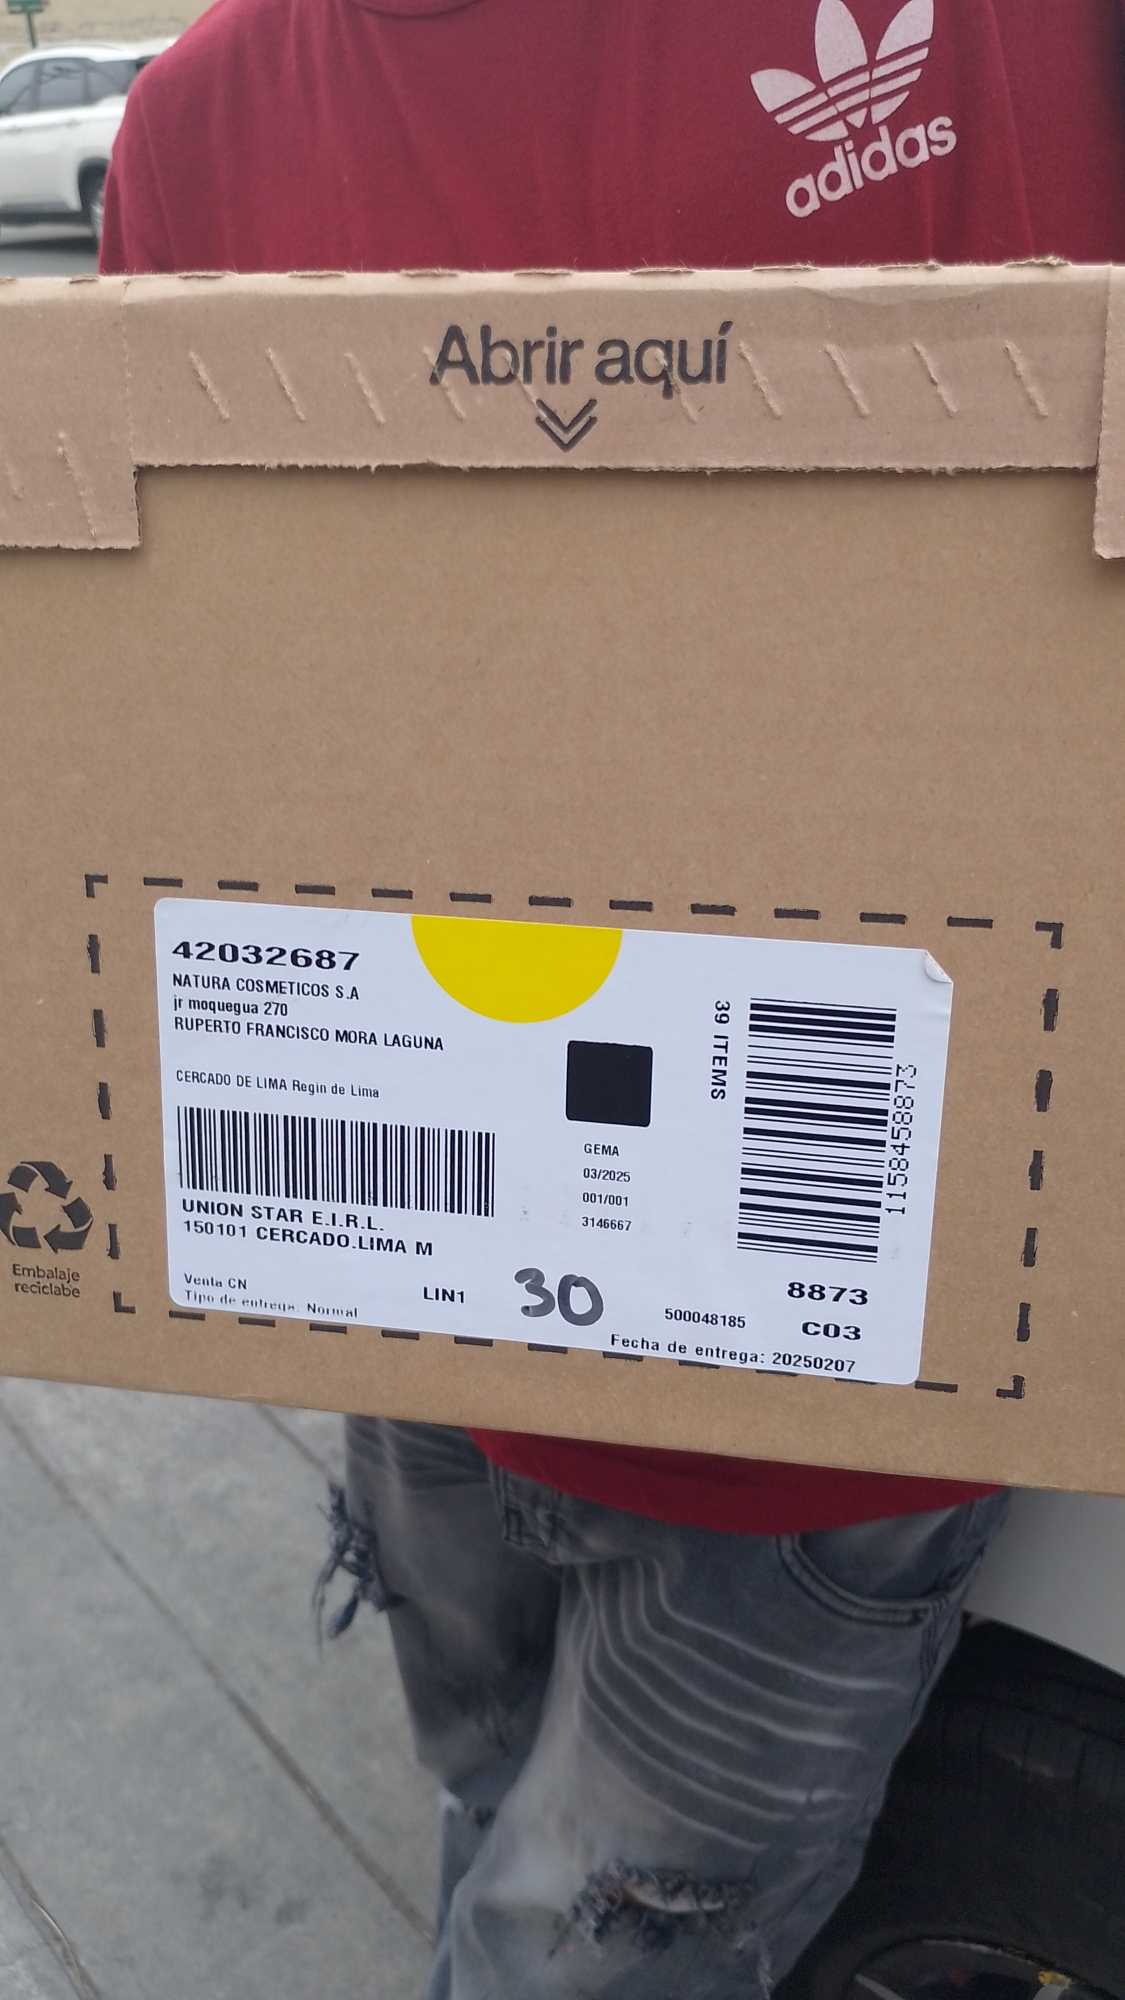 adidas
Abrir aquí
42032687
NATURA COSMETICOS S.A
jr moquegua 270
RUPERTO FRANCISCO MORA LAGUNA
CERCADO DE LIMA Regin de Lima
UNION STAR E.I.R.L.
150101 CERCADO.LIMA M
Venta CN
Tipo de entrega: Normal
LIN1
30
GEMA
03/2025
001/001
3146667
39 ITEMS
1158458873
8873
500048185
C03
Fecha de entrega: 20250207
Embalaje
reciclabe